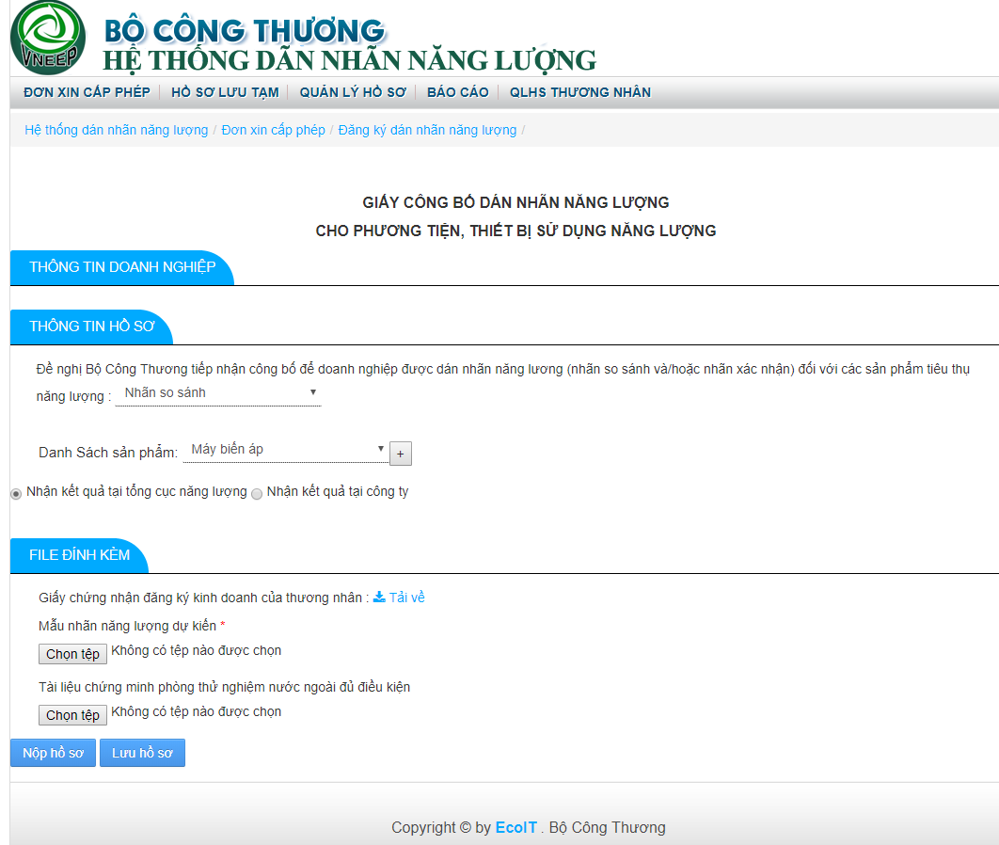 VNEEP
BỘ CÔNG THƯƠNG
HỆ THỐNG DÃN NHÃN NĂNG LƯỢNG
ĐƠN XIN CẤP PHÉP HỒ SƠ LƯU TẠM QUẢN LÝ HỒ SƠ BÁO CÁO QLHS THƯƠNG NHÂN
Hệ thống dán nhãn năng lượng / Đơn xin cấp phép / Đăng ký dán nhãn năng lượng /
GIẤY CÔNG BỐ DÁN NHÃN NĂNG LƯỢNG
CHO PHƯƠNG TIỆN, THIẾT BỊ SỬ DỤNG NĂNG LƯỢNG
THÔNG TIN DOANH NGHIỆP
THÔNG TIN HỒ SƠ
Đề nghị Bộ Công Thương tiếp nhận công bố để doanh nghiệp được dán nhãn năng lương (nhãn so sánh và/hoặc nhãn xác nhận) đối với các sản phẩm tiêu thụ
năng lượng : Nhãn so sánh
Danh Sách sản phẩm: Máy biến áp +
Nhận kết quả tại tổng cục năng lượng Nhận kết quả tại công ty
FILE ĐÍNH KÈM
Giấy chứng nhận đăng ký kinh doanh của thương nhân : Tải về
Mẫu nhãn năng lượng dự kiến *
Chọn tệp Không có tệp nào được chọn
Tài liệu chứng minh phòng thử nghiệm nước ngoài đủ điều kiện
Chọn tệp Không có tệp nào được chọn
Nộp hồ sơ Lưu hồ sơ
Copyright © by EcoIT . Bộ Công Thương